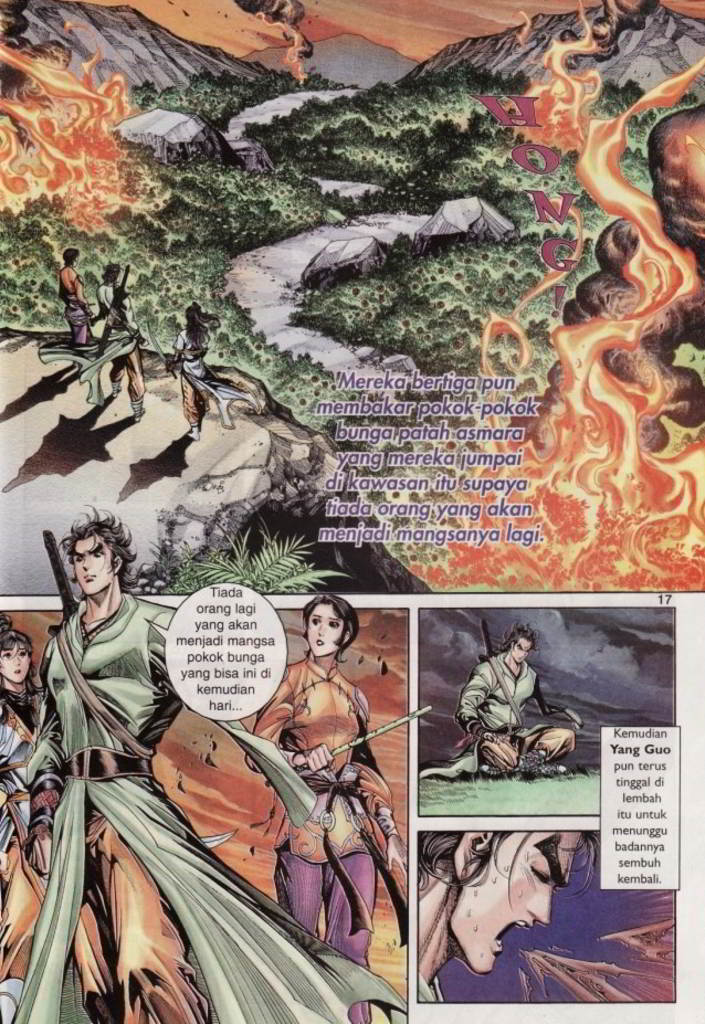 HONG!
Mereka bertiga pun
membakar pokok-pokok
bunga patah asmara
yang mereka jumpai
di kawasan itu supaya
tiada orang yang akan
menjadi mangsanya lagi.
17
Tiada
orang lagi
yang akan
menjadi mangsa
pokok bunga
yang bisa ini di
kemudian
hari...
Kemudian
Yang Guo
pun terus
tinggal di
lembah
itu untuk
menunggu
badannya
sembuh
kembali.